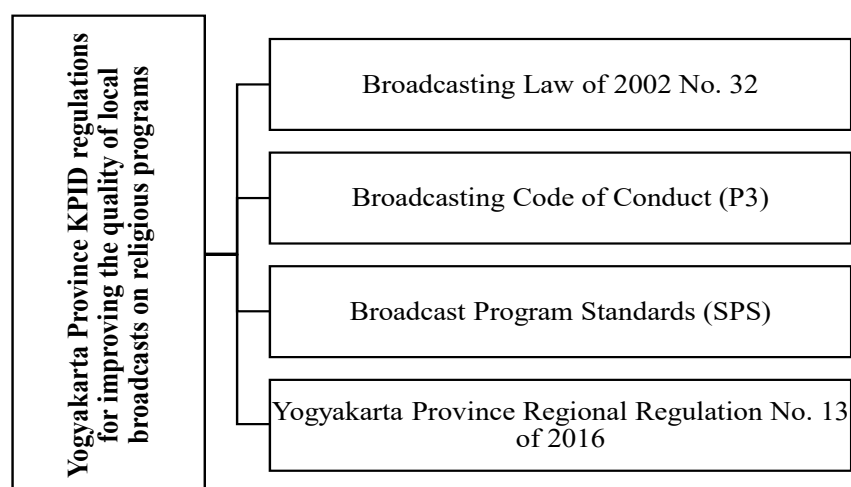 Yogyakarta Province KPID regulations
for improving the quality of local
broadcasts on religious programs
Broadcasting Law of 2002 No. 32
Broadcasting Code of Conduct (P3)
Broadcast Program Standards (SPS)
Yogyakarta Province Regional Regulation No. 13
of 2016